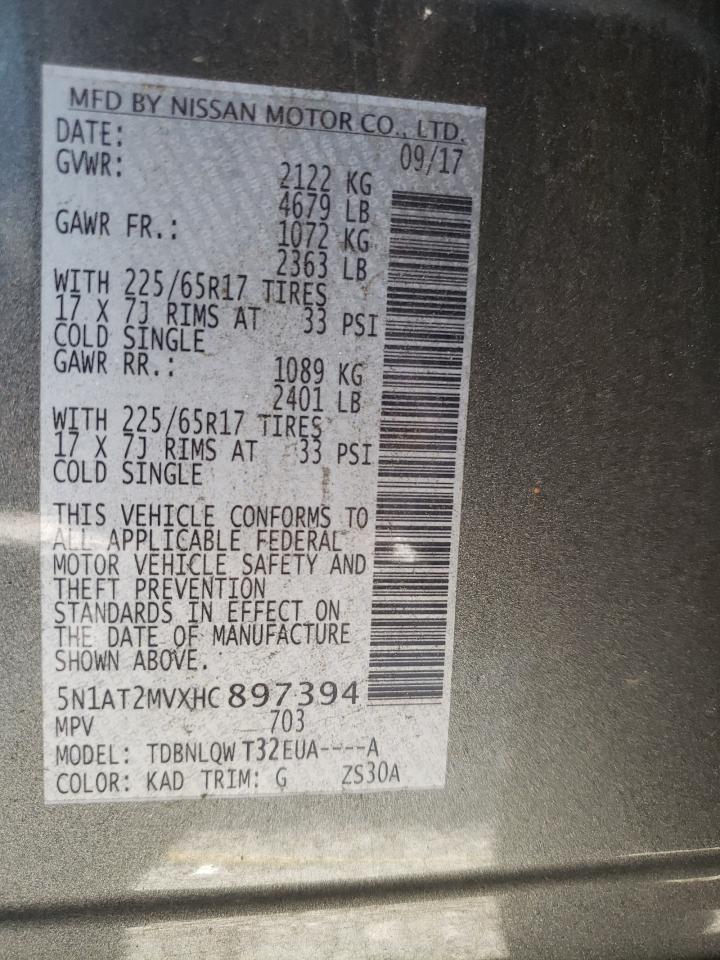 MFD BY NISSAN MOTOR CO., LTD.
DATE: 09/17
GVWR: 2122 KG
4679 LB
GAWR FR.: 1072 KG
2363 LB
WITH 225/65R17 TIRES
17 X 7J RIMS AT 33 PSI
COLD SINGLE
GAWR RR.: 1089 KG
2401 LB
WITH 225/65R17 TIRES
17 X 7J RIMS AT 33 PSI
COLD SINGLE
THIS VEHICLE CONFORMS TO
ALL APPLICABLE FEDERAL
MOTOR VEHICLE SAFETY AND
THEFT PREVENTION
STANDARDS IN EFFECT ON
THE DATE OF MANUFACTURE
SHOWN ABOVE.
5N1AT2MVXHC897394
MPV 703
MODEL: TDBNLQWT32EUA----A
COLOR: KAD TRIM: G ZS30A